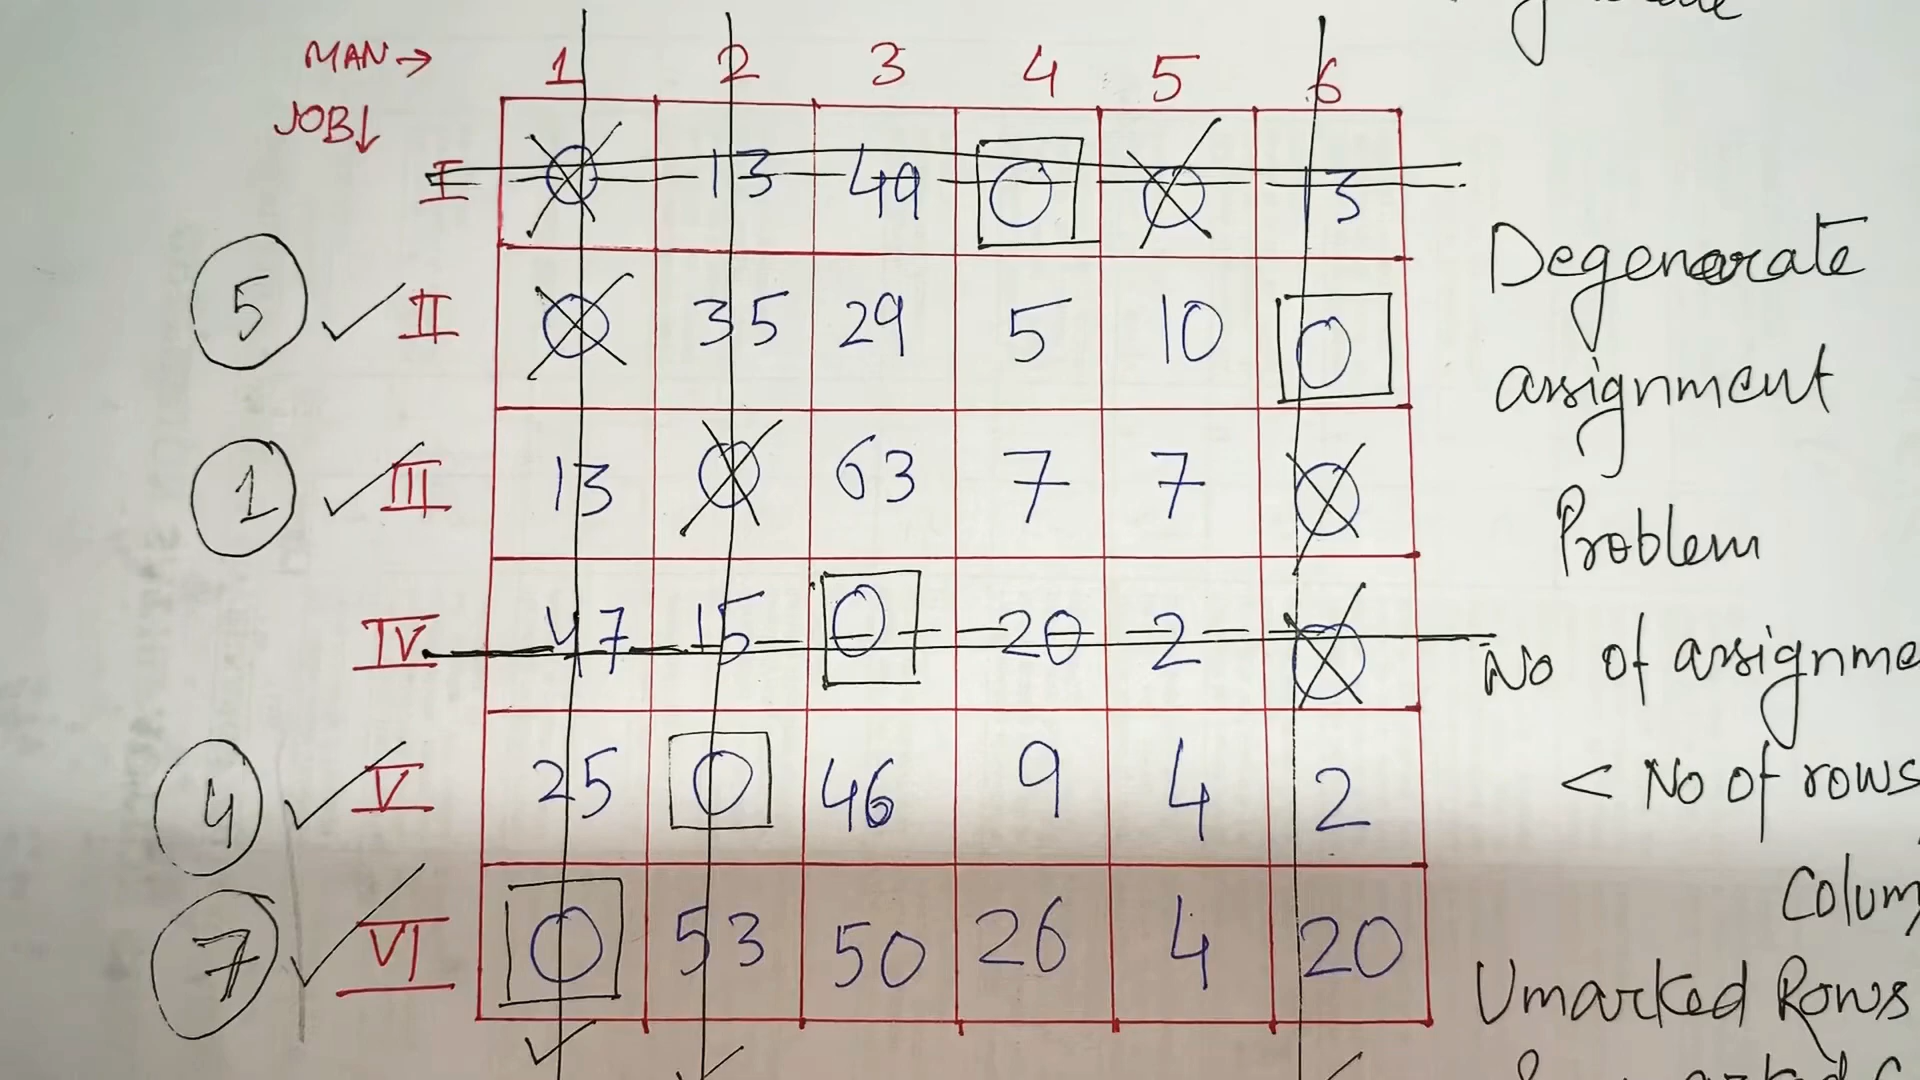 MAN → 1 2 3 4 5 6
JOB ↓
I 0 13 49 0 0 13
5 ✓ II 0 35 29 5 10 0
1 ✓ III 13 0 63 7 7 0
IV 47 15 0 20 2 0
4 ✓ V 25 0 46 9 4 2
7 ✓ VI 0 53 50 26 4 20
✓ ✓ ✓
Degenerate
assignment
Problem
No of assignme
< No of rows
Colum
Umarked Rows